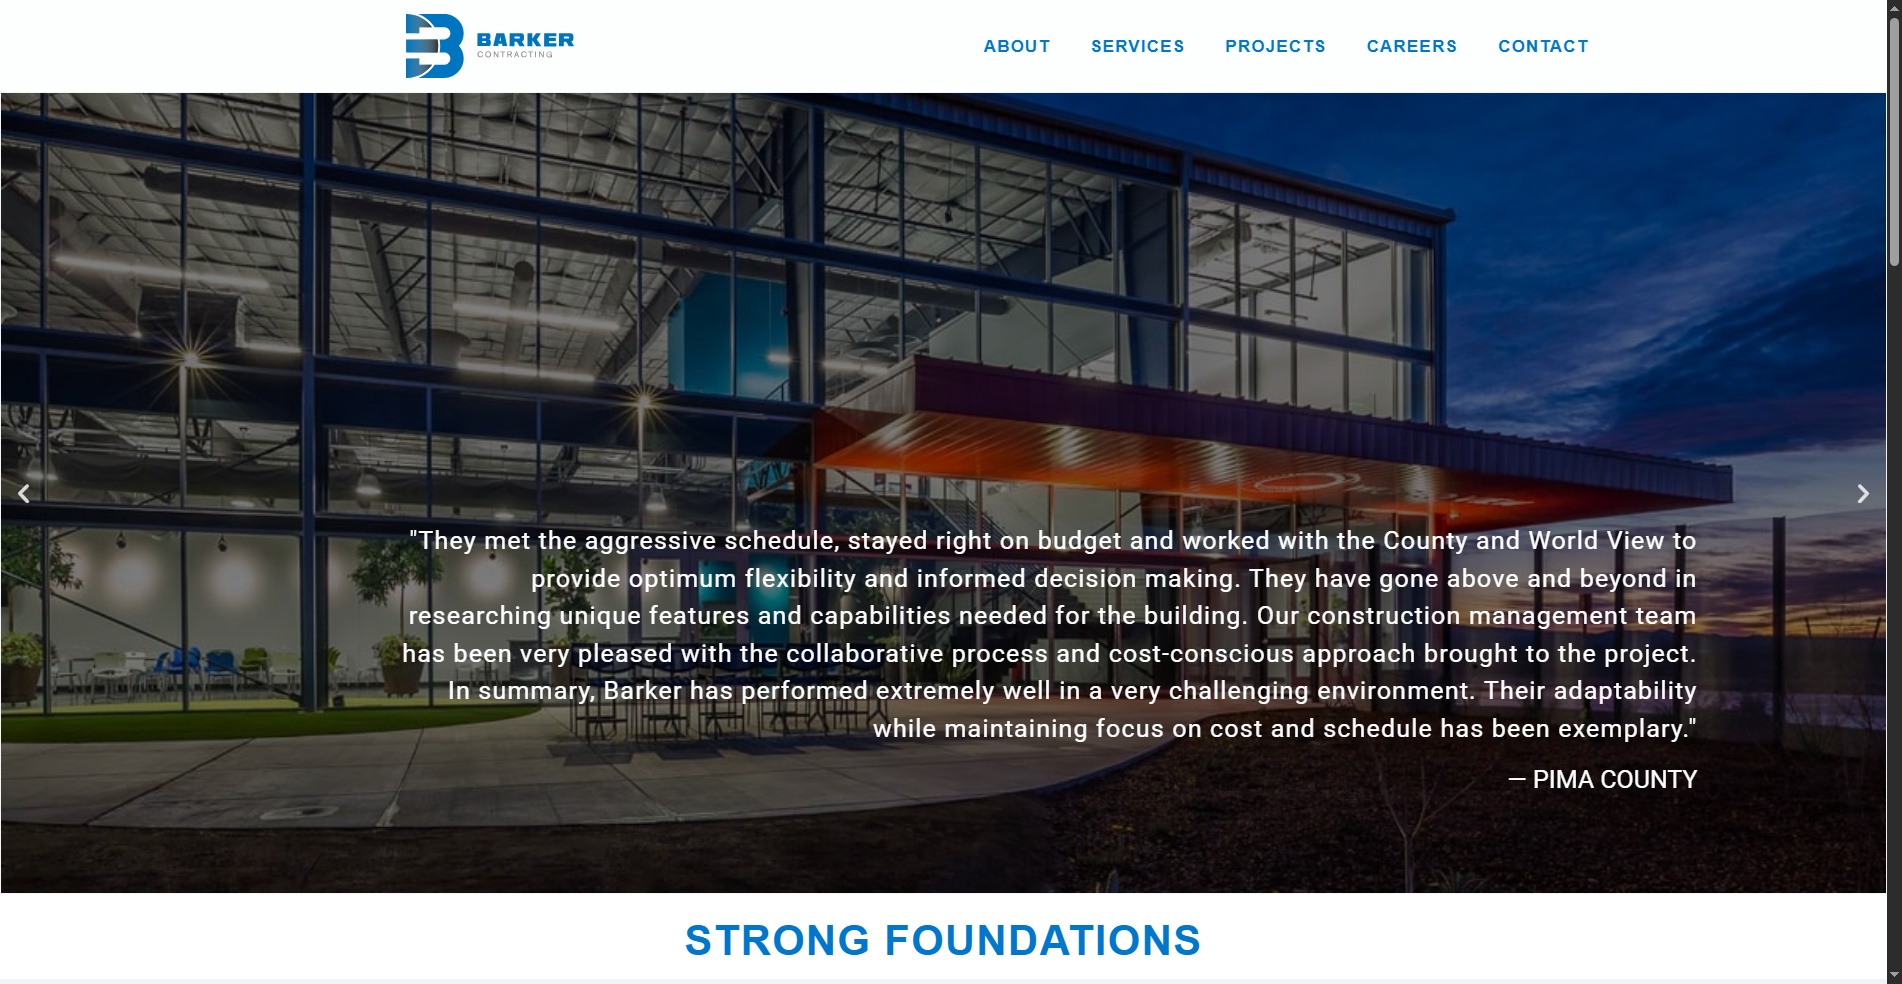 BARKER
CONTRACTING
ABOUT SERVICES PROJECTS CAREERS CONTACT
"They met the aggressive schedule, stayed right on budget and worked with the County and World View to
provide optimum flexibility and informed decision making. They have gone above and beyond in
researching unique features and capabilities needed for the building. Our construction management team
has been very pleased with the collaborative process and cost-conscious approach brought to the project.
In summary, Barker has performed extremely well in a very challenging environment. Their adaptability
while maintaining focus on cost and schedule has been exemplary."
— PIMA COUNTY
STRONG FOUNDATIONS